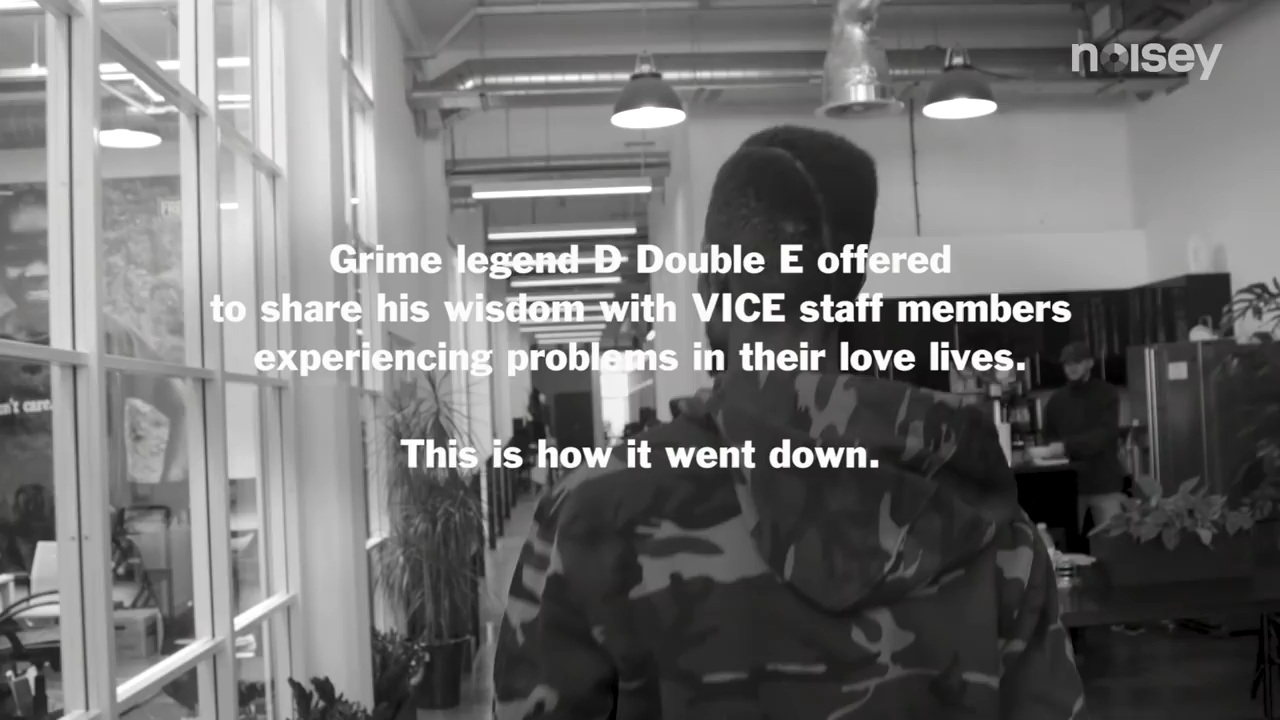 noisey
Grime legend D Double E offered
to share his wisdom with VICE staff members
experiencing problems in their love lives.
This is how it went down.
n't care.